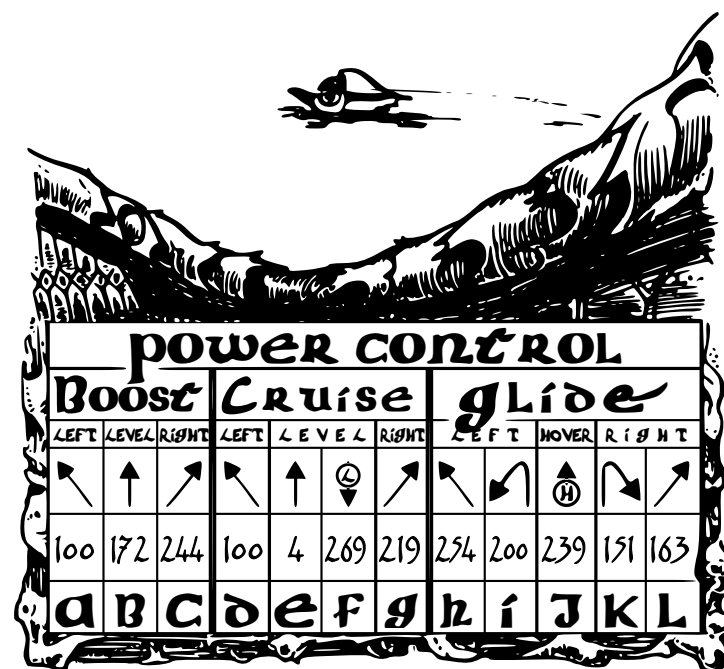 POWER CONTROL
BOOST CRUISE GLIDE
LEFT LEVEL RIGHT LEFT LEVEL RIGHT LEFT HOVER RIGHT
L H
100 172 244 100 4 269 219 254 200 239 151 163
A B C D E F G H I J K L